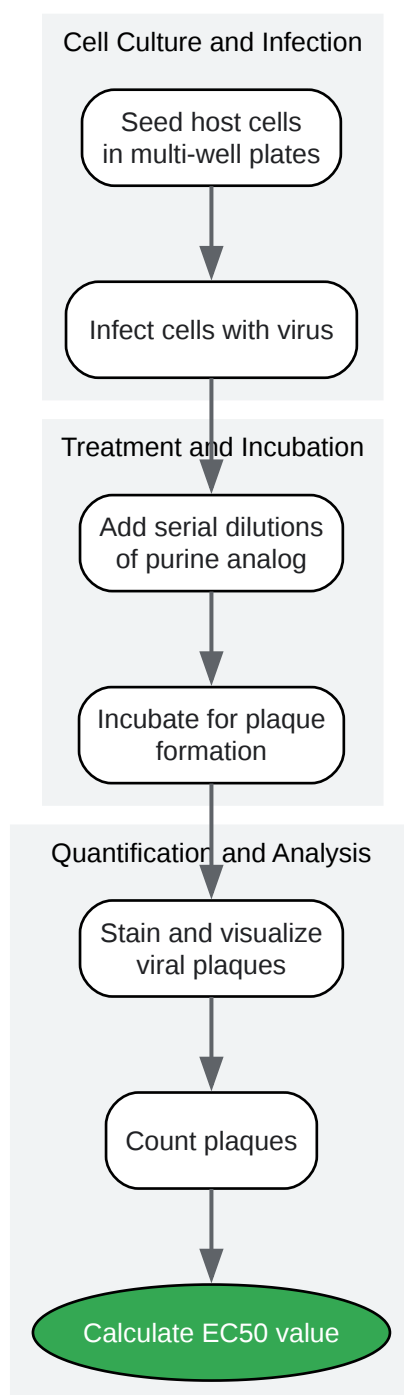 Cell Culture and Infection
Seed host cells
in multi-well plates
Infect cells with virus
Treatment and Incubation
Add serial dilutions
of purine analog
Incubate for plaque
formation
Quantification and Analysis
Stain and visualize
viral plaques
Count plaques
Calculate EC50 value